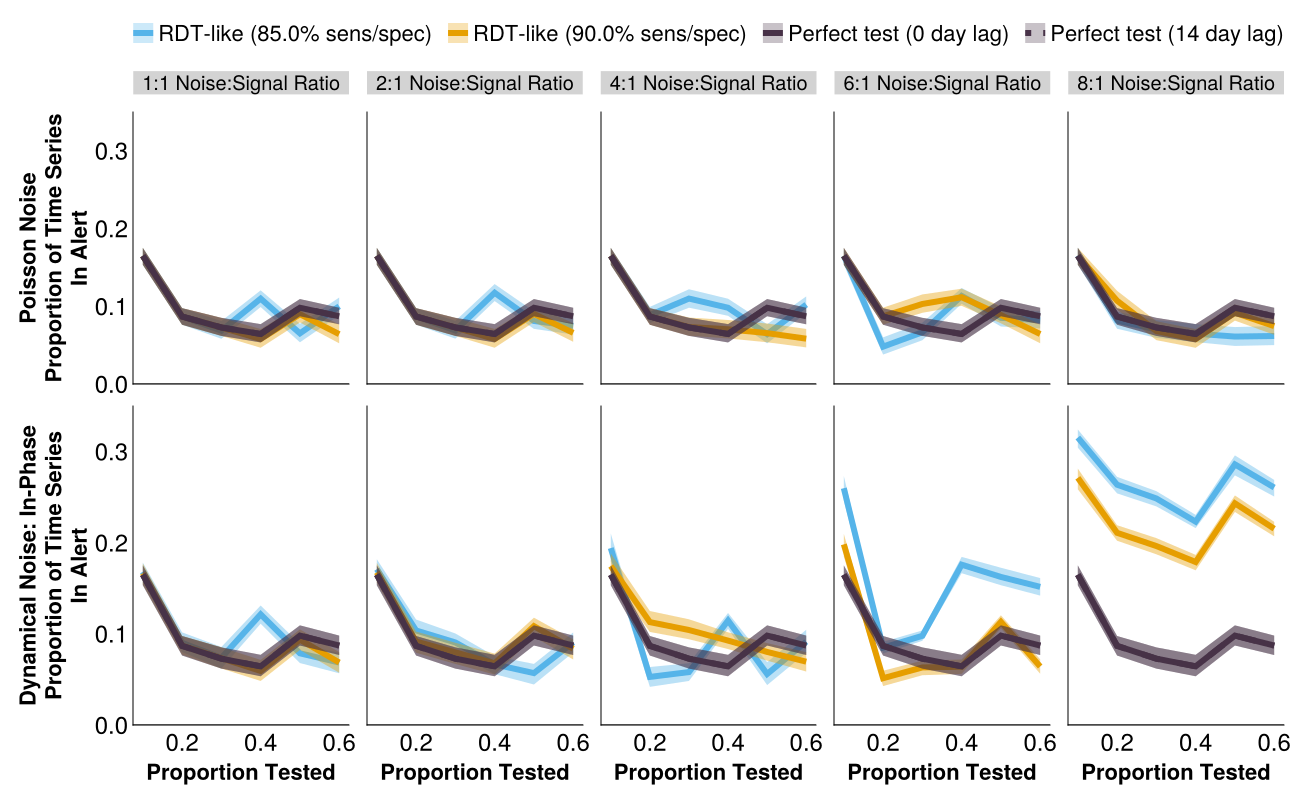 RDT-like (85.0% sens/spec) RDT-like (90.0% sens/spec) Perfect test (0 day lag) Perfect test (14 day lag)
1:1 Noise:Signal Ratio 2:1 Noise:Signal Ratio 4:1 Noise:Signal Ratio 6:1 Noise:Signal Ratio 8:1 Noise:Signal Ratio
Poisson Noise
Proportion of Time Series
In Alert
0.3
0.2
0.1
0.0
Dynamical Noise: In-Phase
Proportion of Time Series
In Alert
0.3
0.2
0.1
0.0
0.2 0.4 0.6 0.2 0.4 0.6 0.2 0.4 0.6 0.2 0.4 0.6 0.2 0.4 0.6
Proportion Tested Proportion Tested Proportion Tested Proportion Tested Proportion Tested